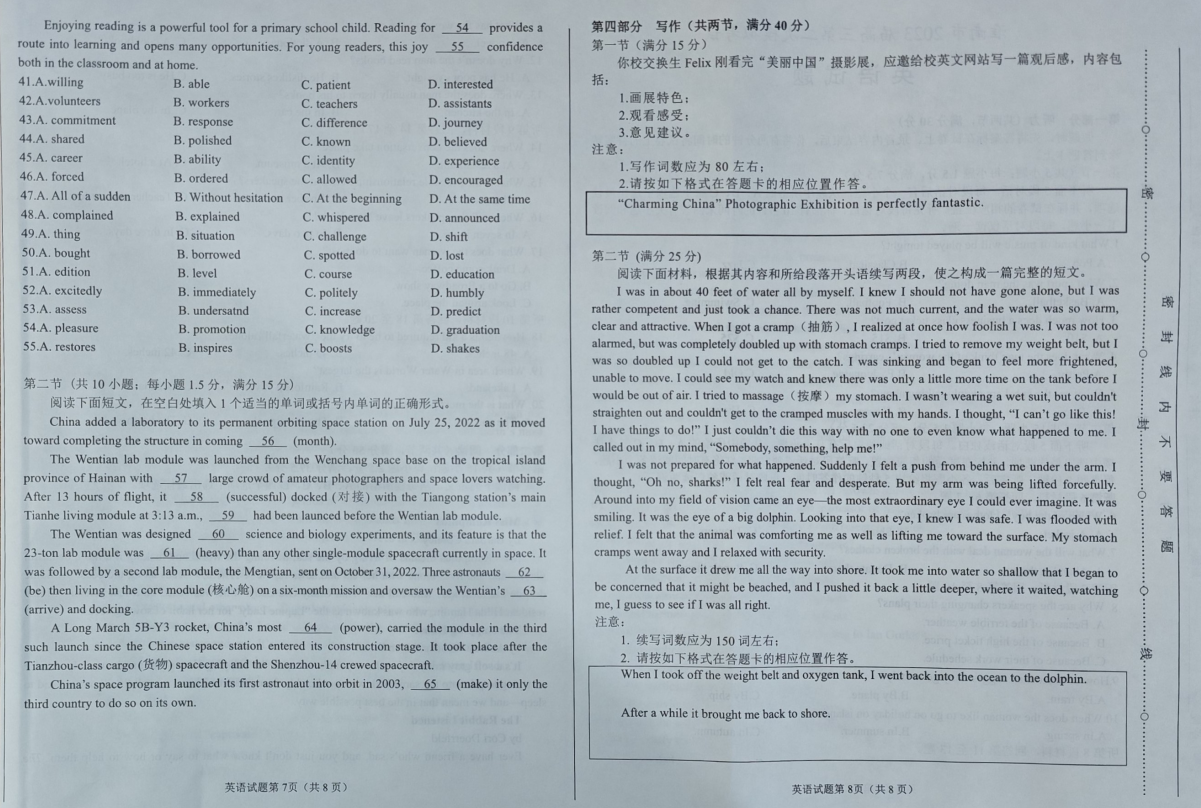 Enjoying reading is a powerful tool for a primary school child. Reading for 54 provides a
route into learning and opens many opportunities. For young readers, this joy 55 confidence
both in the classroom and at home.
41.A.willing B. able C. patient D. interested
42.A.volunteers B. workers C. teachers D. assistants
43.A. commitment B. response C. difference D. journey
44.A. shared B. polished C. known D. believed
45.A. career B. ability C. identity D. experience
46.A. forced B. ordered C. allowed D. encouraged
47.A. All of a sudden B. Without hesitation C. At the beginning D. At the same time
48.A. complained B. explained C. whispered D. announced
49.A. thing B. situation C. challenge D. shift
50.A. bought B. borrowed C. spotted D. lost
51.A. edition B. level C. course D. education
52.A. excitedly B. immediately C. politely D. humbly
53.A. assess B. undersatnd C. increase D. predict
54.A. pleasure B. promotion C. knowledge D. graduation
55.A. restores B. inspires C. boosts D. shakes
第二节 (共 10 小题; 每小题 1.5 分, 满分 15 分)
阅读下面短文, 在空白处填入 1 个适当的单词或括号内单词的正确形式。
China added a laboratory to its permanent orbiting space station on July 25, 2022 as it moved
toward completing the structure in coming 56 (month).
The Wentian lab module was launched from the Wenchang space base on the tropical island
province of Hainan with 57 large crowd of amateur photographers and space lovers watching.
After 13 hours of flight, it 58 (successful) docked (对接) with the Tiangong station's main
Tianhe living module at 3:13 a.m., 59 had been launced before the Wentian lab module.
The Wentian was designed 60 science and biology experiments, and its feature is that the
23-ton lab module was 61 (heavy) than any other single-module spacecraft currently in space. It
was followed by a second lab module, the Mengtian, sent on October 31, 2022. Three astronauts 62
(be) then living in the core module (核心舱) on a six-month mission and oversaw the Wentian's 63
(arrive) and docking.
A Long March 5B-Y3 rocket, China's most 64 (power), carried the module in the third
such launch since the Chinese space station entered its construction stage. It took place after the
Tianzhou-class cargo (货物) spacecraft and the Shenzhou-14 crewed spacecraft.
China's space program launched its first astronaut into orbit in 2003, 65 (make) it only the
third country to do so on its own.
英语试题第 7页（共 8 页）
第四部分 写作（共两节，满分 40 分）
第一节（满分 15 分）
你校交换生 Felix 刚看完“美丽中国”摄影展，应邀给校英文网站写一篇观后感，内容包
括：
1.画展特色；
2.观看感受；
3.意见建议。
注意：
1.写作词数应为 80 左右；
2.请按如下格式在答题卡的相应位置作答。
“Charming China” Photographic Exhibition is perfectly fantastic.
第二节 (满分 25 分)
阅读下面材料，根据其内容和所给段落开头语续写两段，使之构成一篇完整的短文。
I was in about 40 feet of water all by myself. I knew I should not have gone alone, but I was
rather competent and just took a chance. There was not much current, and the water was so warm,
clear and attractive. When I got a cramp（抽筋）, I realized at once how foolish I was. I was not too
alarmed, but was completely doubled up with stomach cramps. I tried to remove my weight belt, but I
was so doubled up I could not get to the catch. I was sinking and began to feel more frightened,
unable to move. I could see my watch and knew there was only a little more time on the tank before I
would be out of air. I tried to massage（按摩）my stomach. I wasn't wearing a wet suit, but couldn't
straighten out and couldn't get to the cramped muscles with my hands. I thought, “I can't go like this!
I have things to do!” I just couldn't die this way with no one to even know what happened to me. I
called out in my mind, “Somebody, something, help me!”
I was not prepared for what happened. Suddenly I felt a push from behind me under the arm. I
thought, “Oh no, sharks!” I felt real fear and desperate. But my arm was being lifted forcefully.
Around into my field of vision came an eye—the most extraordinary eye I could ever imagine. It was
smiling. It was the eye of a big dolphin. Looking into that eye, I knew I was safe. I was flooded with
relief. I felt that the animal was comforting me as well as lifting me toward the surface. My stomach
cramps went away and I relaxed with security.
At the surface it drew me all the way into shore. It took me into water so shallow that I began to
be concerned that it might be beached, and I pushed it back a little deeper, where it waited, watching
me, I guess to see if I was all right.
注意：
1. 续写词数应为 150 词左右；
2. 请按如下格式在答题卡的相应位置作答。
When I took off the weight belt and oxygen tank, I went back into the ocean to the dolphin.
After a while it brought me back to shore.
英语试题第 8页（共 8 页）
密
封
线
密
封
线
内
不
要
答
题